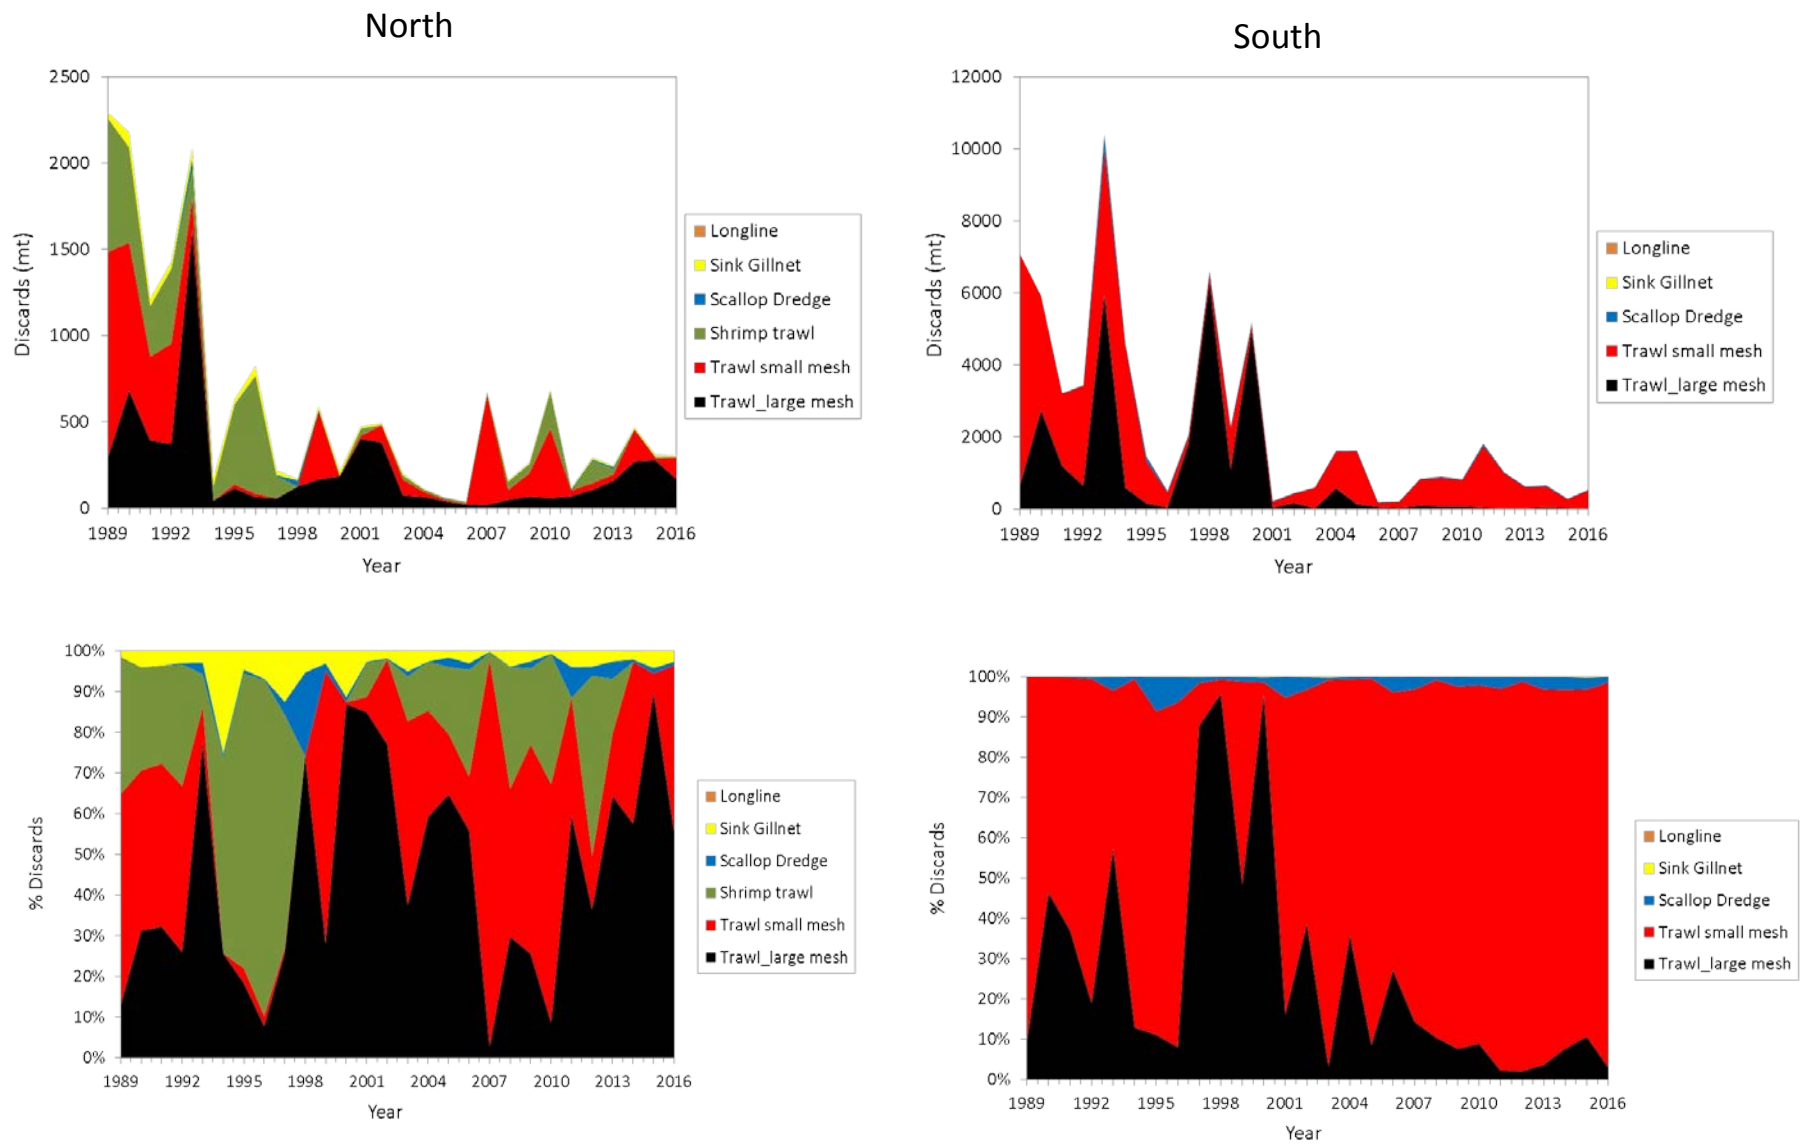 North
South
2500
2000
1500
1000
500
0
Discards (mt)
1989 1992 1995 1998 2001 2004 2007 2010 2013 2016
Year
Longline
Sink Gillnet
Scallop Dredge
Shrimp trawl
Trawl small mesh
Trawl_large mesh
12000
10000
8000
6000
4000
2000
0
Discards (mt)
1989 1992 1995 1998 2001 2004 2007 2010 2013 2016
Year
Longline
Sink Gillnet
Scallop Dredge
Trawl small mesh
Trawl_large mesh
100%
90%
80%
70%
60%
50%
40%
30%
20%
10%
0%
% Discards
1989 1992 1995 1998 2001 2004 2007 2010 2013 2016
Year
Longline
Sink Gillnet
Scallop Dredge
Shrimp trawl
Trawl small mesh
Trawl_large mesh
100%
90%
80%
70%
60%
50%
40%
30%
20%
10%
0%
% Discards
1989 1992 1995 1998 2001 2004 2007 2010 2013 2016
Year
Longline
Sink Gillnet
Scallop Dredge
Trawl small mesh
Trawl_large mesh